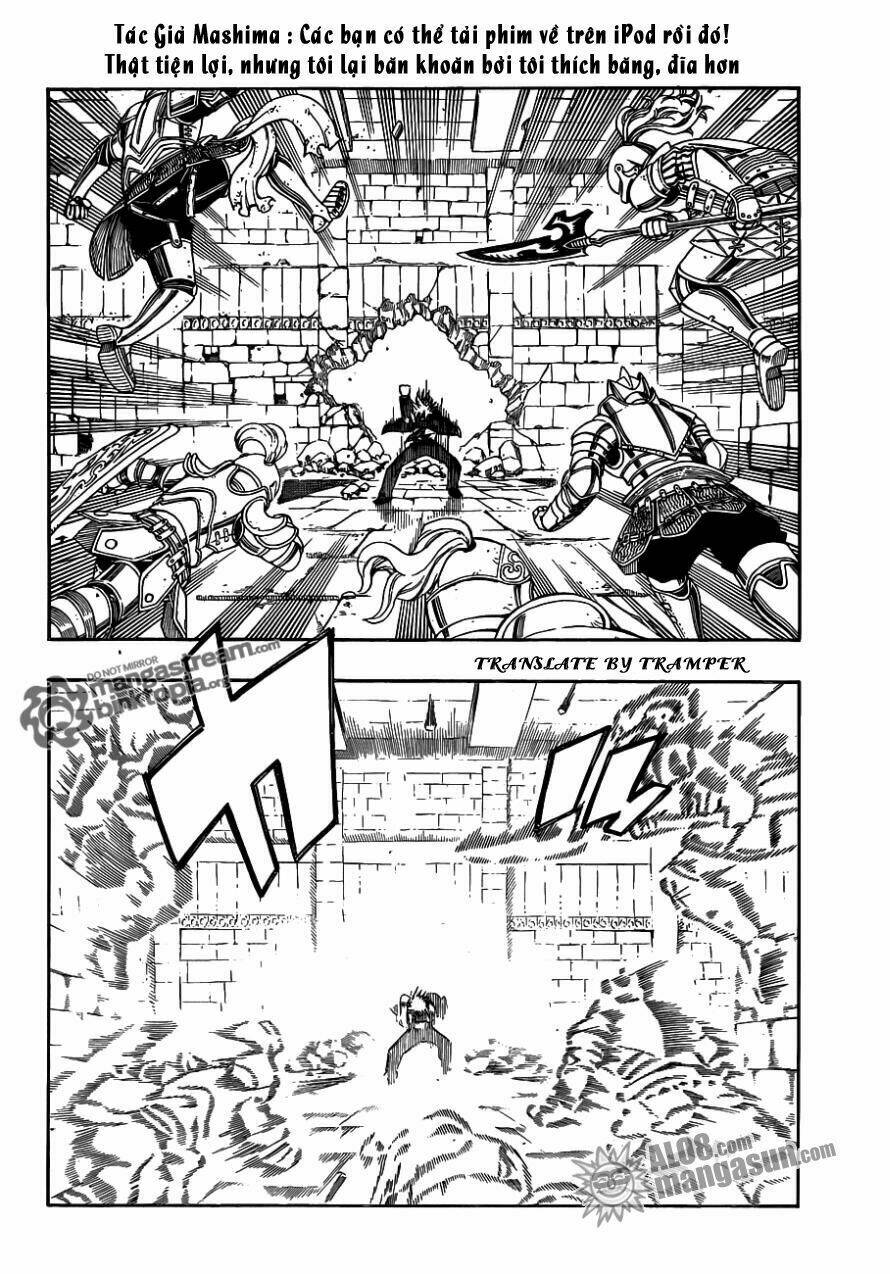 Tác Giả Mashima : Các bạn có thể tải phim về trên iPod rồi đó!
Thật tiện lợi, nhưng tôi lại băn khoăn bởi tôi thích băng, đĩa hơn
TRANSLATE BY TRAMPER
DO NOT MIRROR
mangastream.com
binktopia.org
AL08.com
mangasun.com